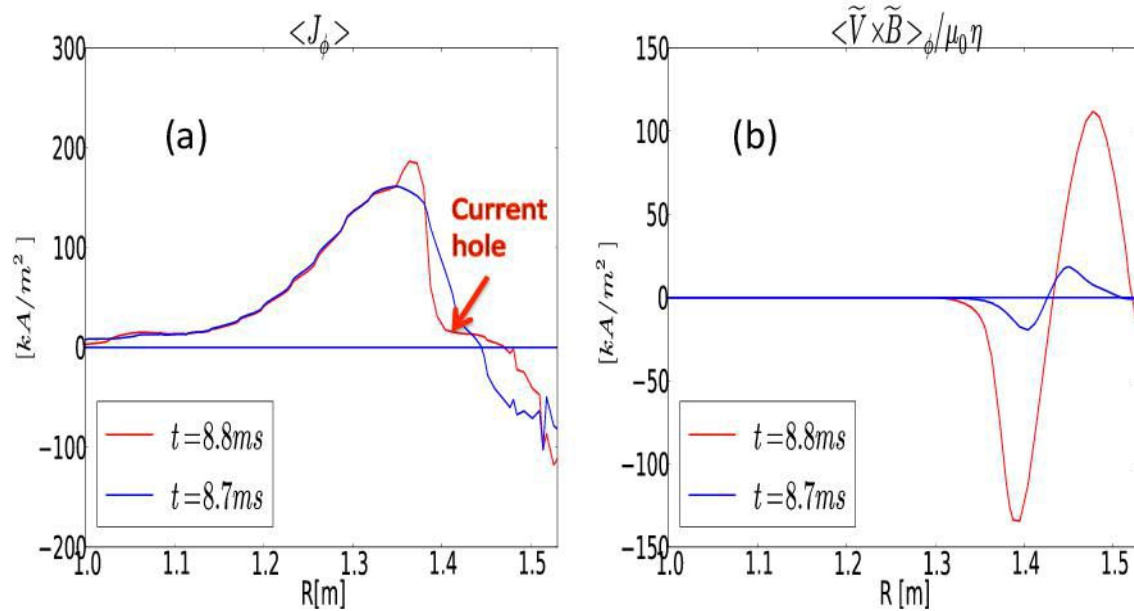 <J_ϕ>
300
200
100
0
−100
−200
[kA/m²]
(a)
Current
hole
t=8.8ms
t=8.7ms
1.0 1.1 1.2 1.3 1.4 1.5
R[m]
<Ṽ×B̃>_ϕ/μ₀η
150
100
50
0
−50
−100
−150
[kA/m²]
(b)
t=8.8ms
t=8.7ms
1.0 1.1 1.2 1.3 1.4 1.5
R [m]